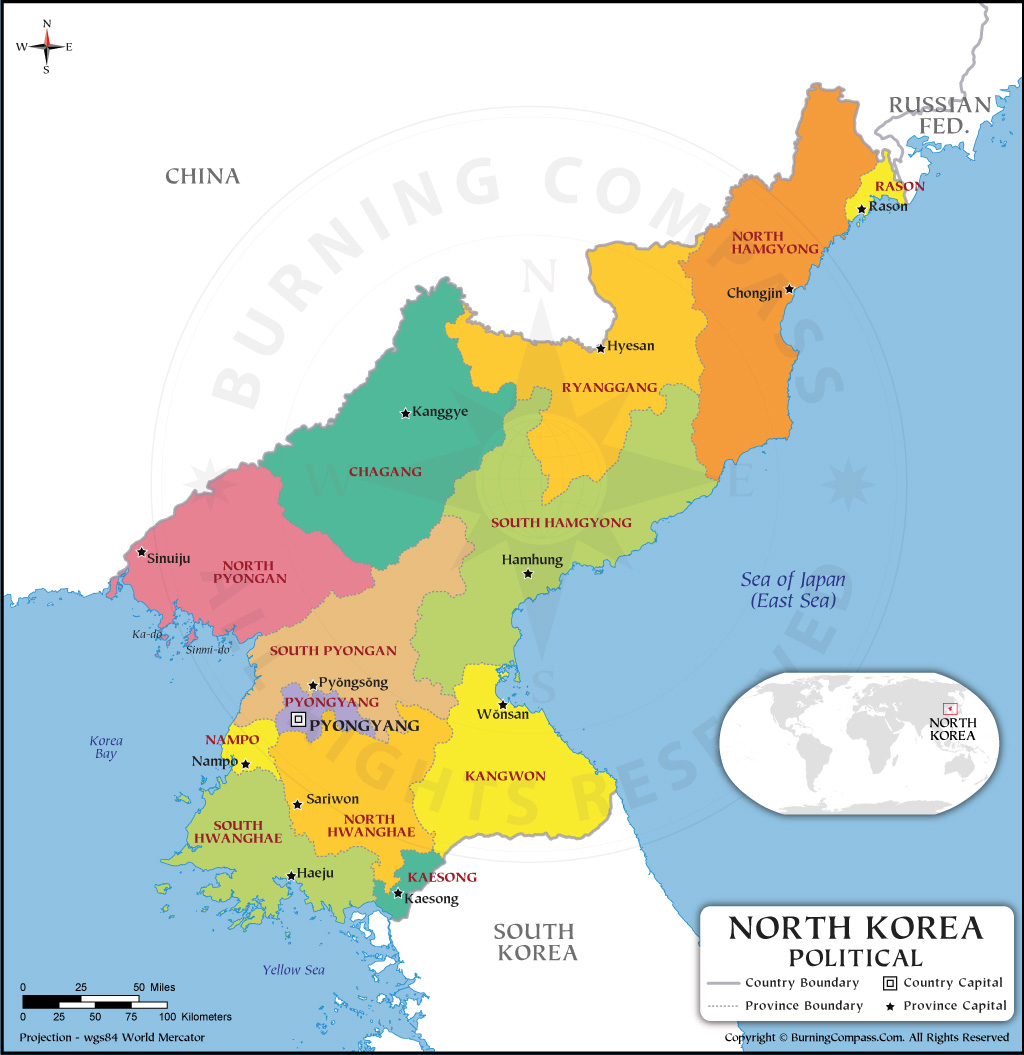 N
W E
S
RUSSIAN
FED.
CHINA
BURNING COMPASS
RASON
Rason
NORTH
HAMGYONG
N
Chongjin
Hyesan
RYANGGANG
Kanggye
CHAGANG
W E
SOUTH HAMGYONG
Sinuiju
Hamhung
NORTH
PYONGAN
Sea of Japan
(East Sea)
Ka-do
Sinmi-do
SOUTH PYONGAN
Pyŏngsŏng
S
PYONGYANG
Wŏnsan
PYONGYANG
NORTH
KOREA
NAMPO
Korea
Bay
Nampo
KANGWON
ALL RIGHTS RESERVED
Sariwon
SOUTH
HWANGHAE
NORTH
HWANGHAE
Haeju
KAESONG
Kaesong
SOUTH
KOREA
NORTH KOREA
POLITICAL
Yellow Sea
Country Boundary
Country Capital
Province Boundary
Province Capital
0 25 50 Miles
0 25 50 75 100 Kilometers
Projection - wgs84 World Mercator
Copyright © BurningCompass.Com. All Rights Reserved